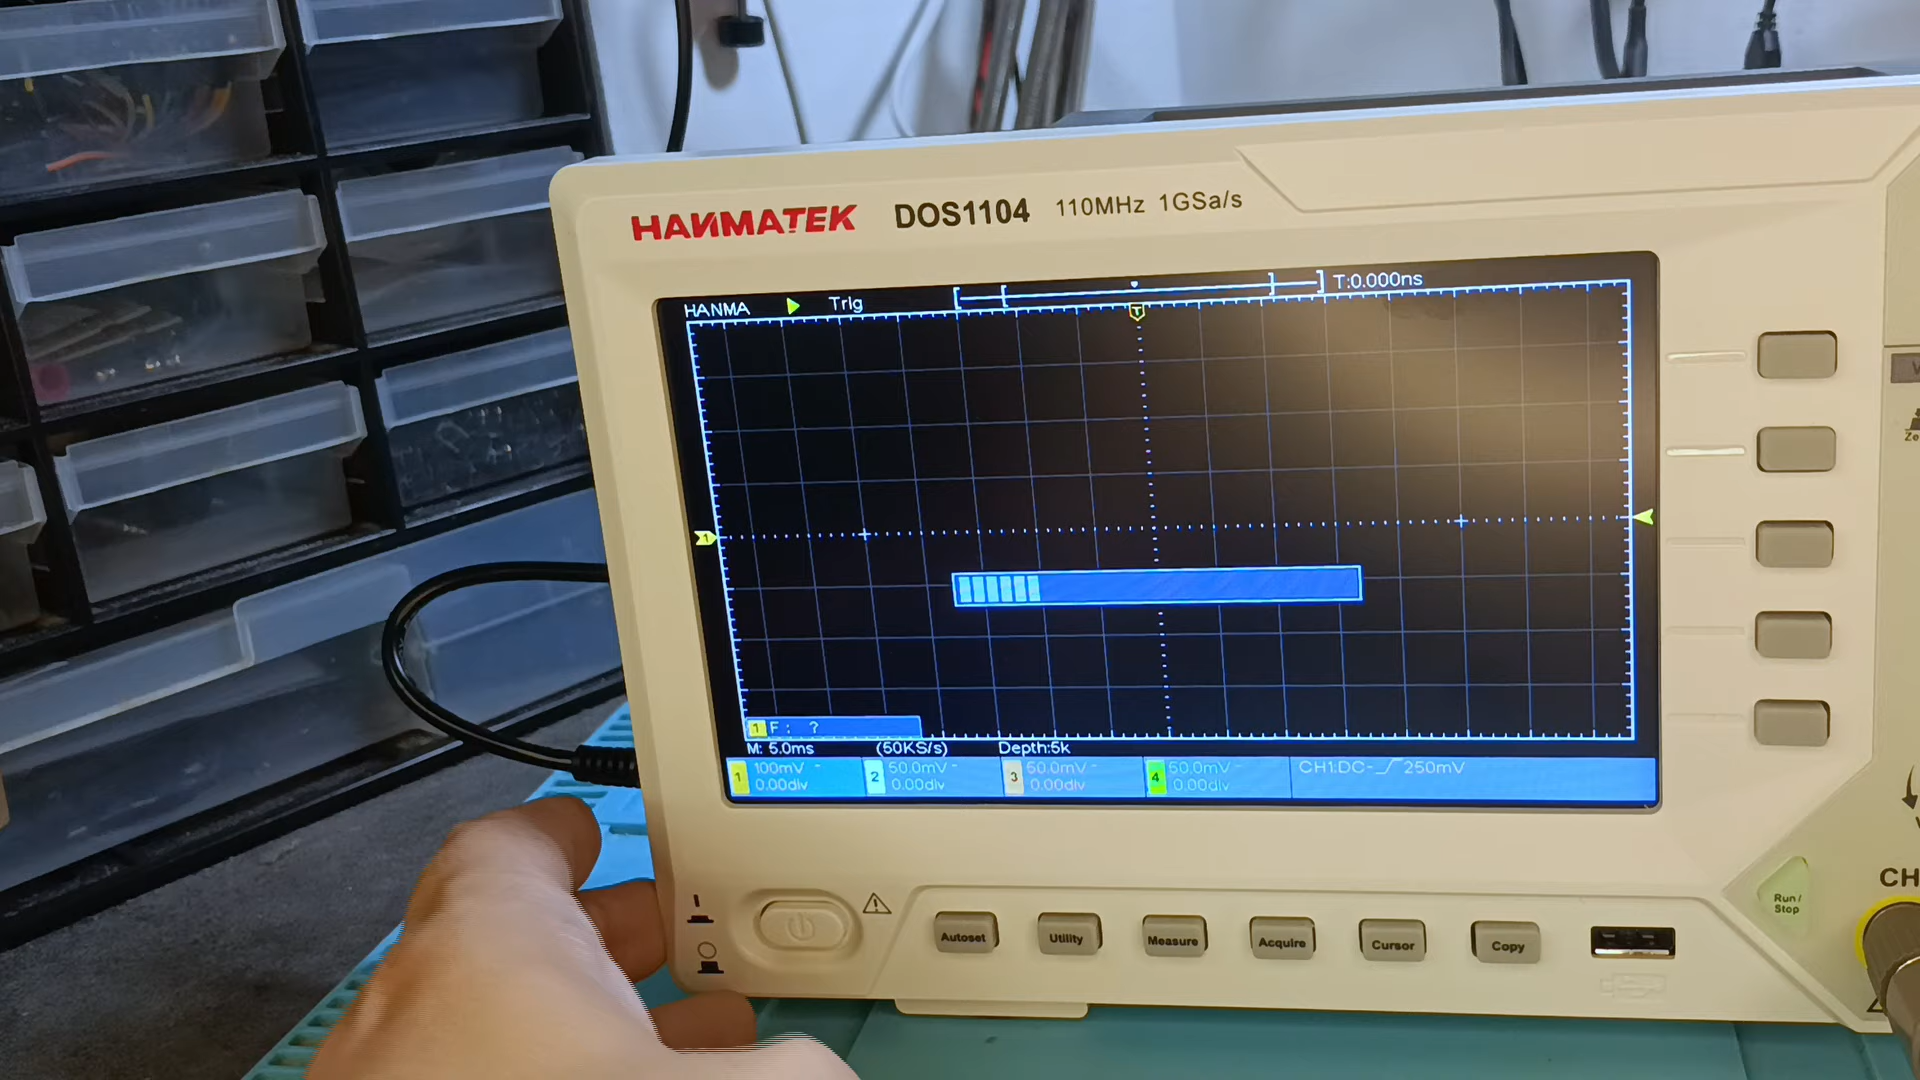 HANMATEK DOS1104 110MHz 1GSa/s
HANMA Trig T:0.000ns
T
1
1 F: ?
M: 5.0ms (50KS/s) Depth:5k
1 100mV 0.00div
2 50.0mV 0.00div
3 50.0mV 0.00div
4 50.0mV 0.00div
CH1:DC- 250mV
Run/
Stop
CH
Autoset Utility Measure Acquire Cursor Copy